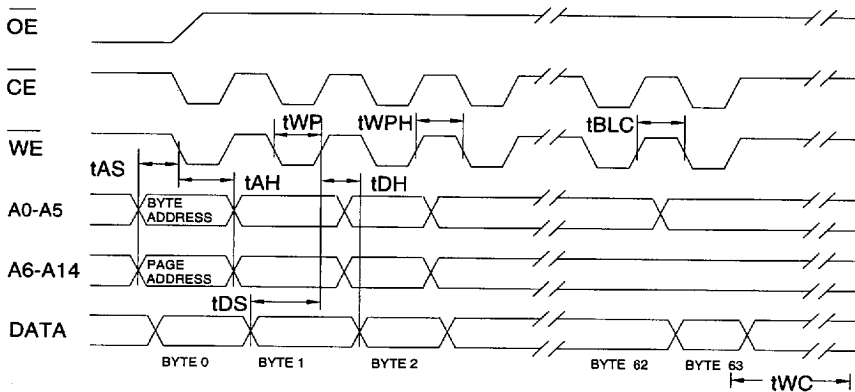 OE
CE
tWP
tWPH
tBLC
WE
tAS
tAH
tDH
A0-A5
BYTE
ADDRESS
A6-A14
PAGE
ADDRESS
tDS
DATA
BYTE 0
BYTE 1
BYTE 2
BYTE 62
BYTE 63
tWC